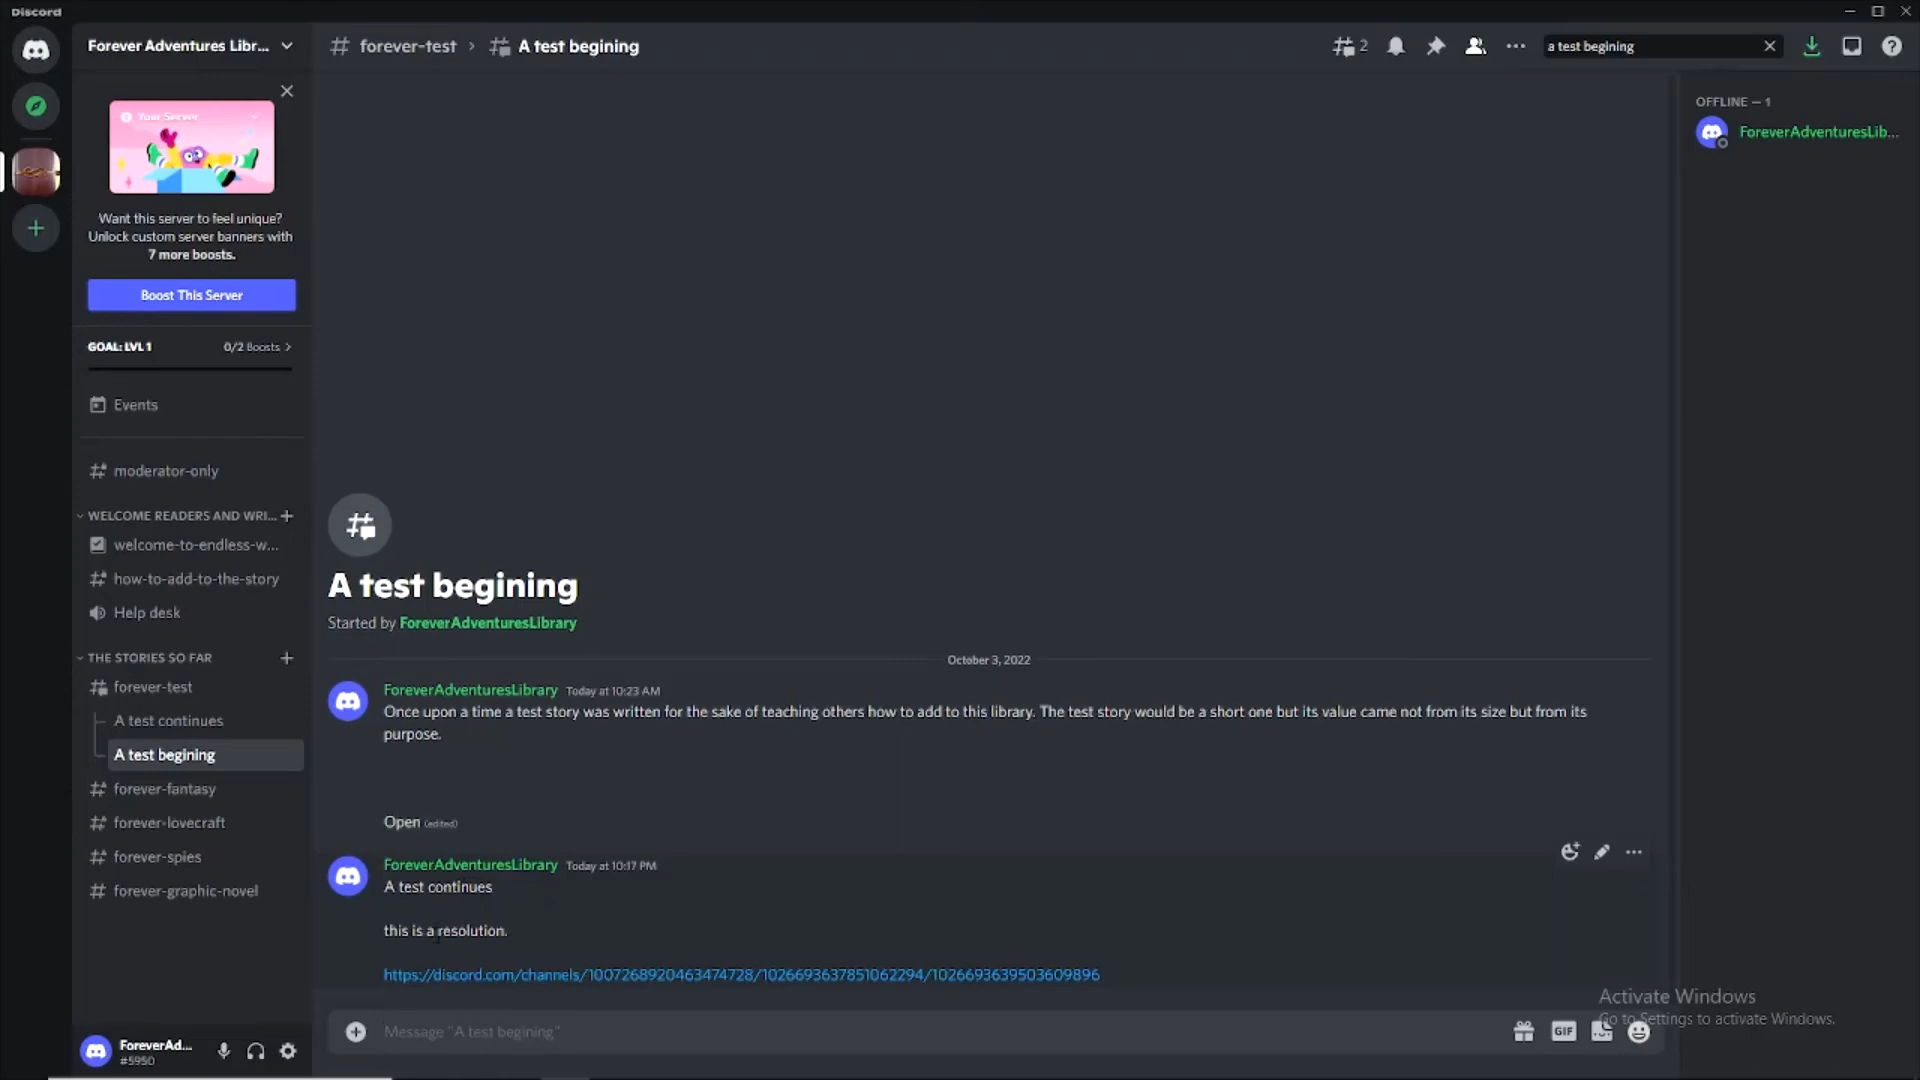 Discord
Forever Adventures Libr...
forever-test
A test begining
2
a test begining
Your Server
Want this server to feel unique?
Unlock custom server banners with
7 more boosts.
Boost This Server
GOAL: LVL 1
0/2 Boosts
Events
moderator-only
WELCOME READERS AND WRI...
welcome-to-endless-w...
how-to-add-to-the-story
Help desk
THE STORIES SO FAR
forever-test
A test continues
A test begining
forever-fantasy
forever-lovecraft
forever-spies
forever-graphic-novel
ForeverAd...
#5950
A test begining
Started by ForeverAdventuresLibrary
October 3, 2022
ForeverAdventuresLibrary Today at 10:23 AM
Once upon a time a test story was written for the sake of teaching others how to add to this library. The test story would be a short one but its value came not from its size but from its
purpose.
Open (edited)
ForeverAdventuresLibrary Today at 10:17 PM
A test continues
this is a resolution.
https://discord.com/channels/1007268920463474728/1026693637851062294/1026693639503609896
Message "A test begining"
GIF
OFFLINE — 1
ForeverAdventuresLib...
Activate Windows
Go to Settings to activate Windows.